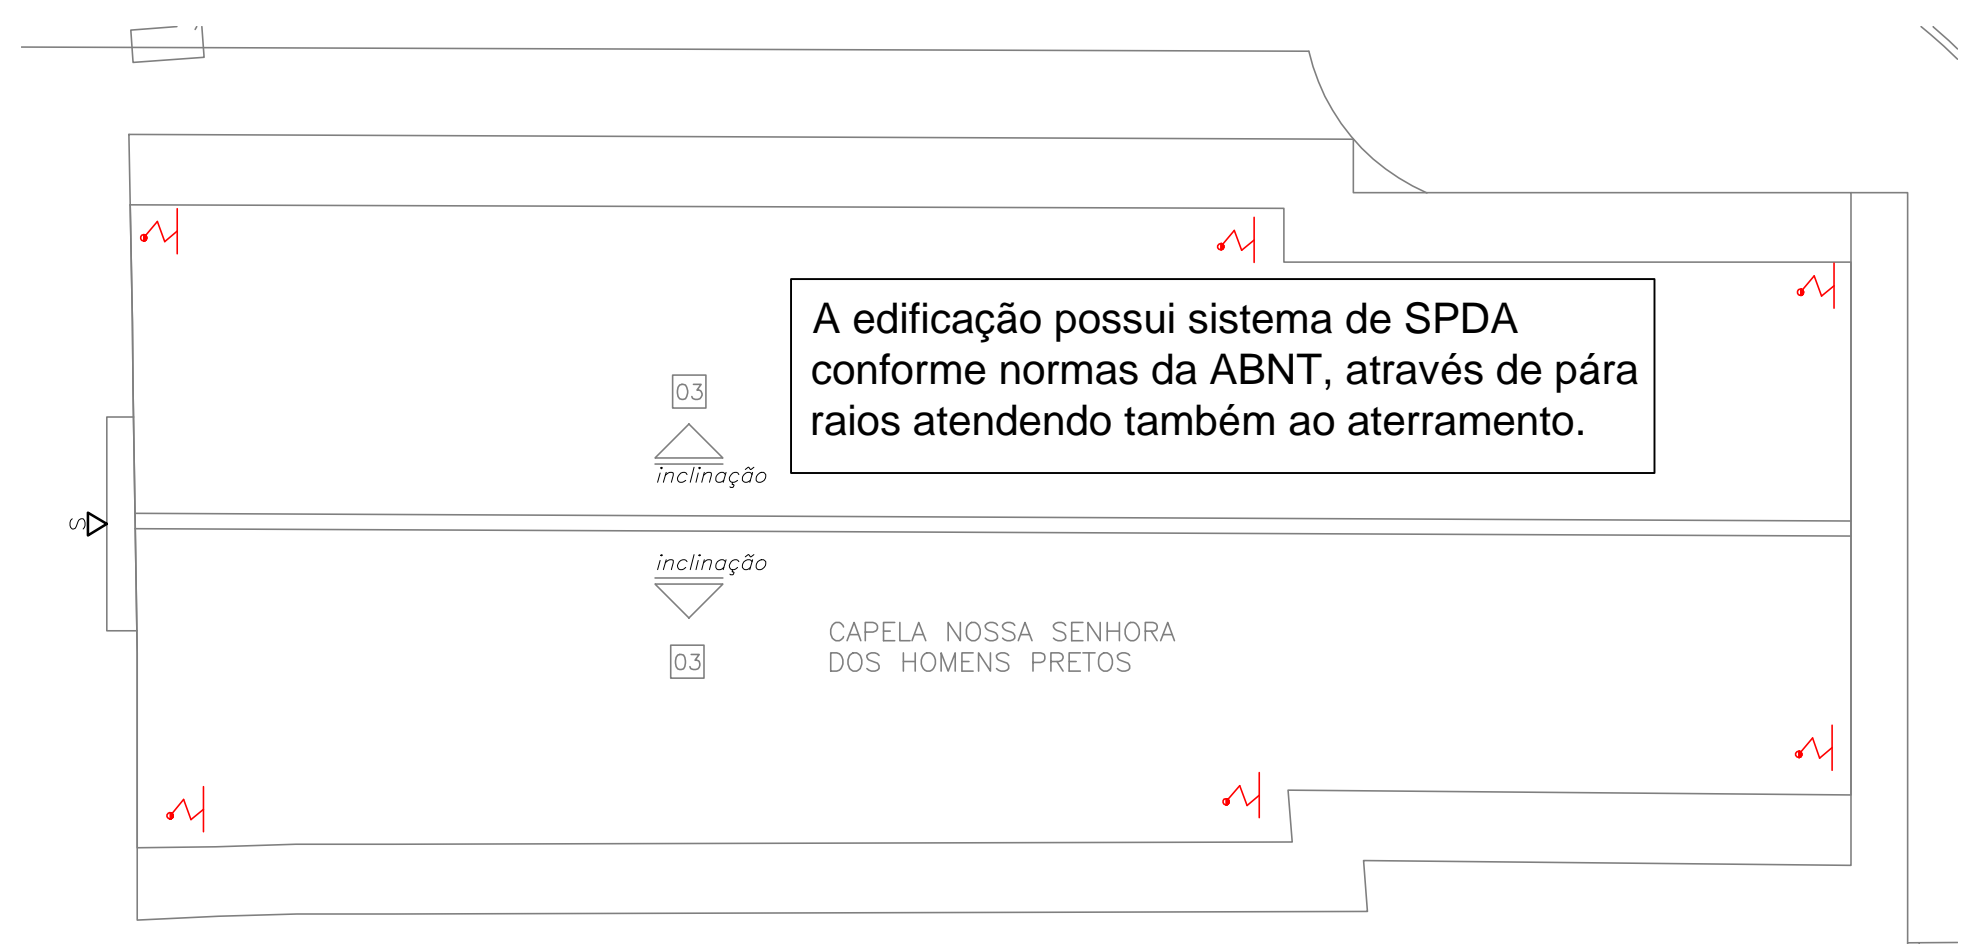 A edificação possui sistema de SPDA
conforme normas da ABNT, através de pára
raios atendendo também ao aterramento.
03
inclinação
S
inclinação
03
CAPELA NOSSA SENHORA
DOS HOMENS PRETOS